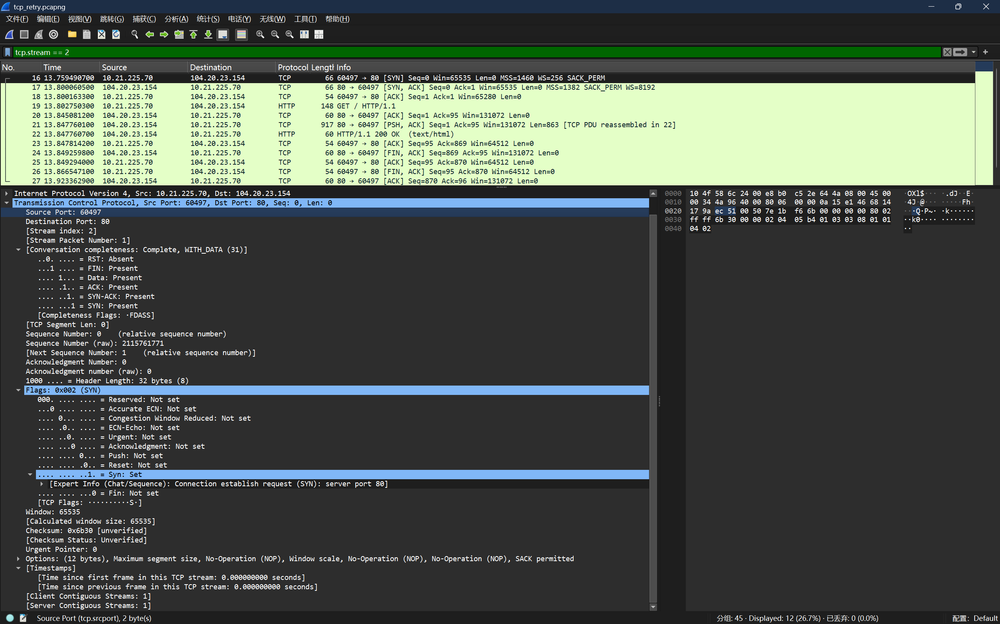 tcp_retry.pcapng
文件(F) 编辑(E) 视图(V) 跳转(G) 捕获(C) 分析(A) 统计(S) 电话(Y) 无线(W) 工具(T) 帮助(H)
tcp.stream == 2
No. Time Source Destination Protocol Length Info
16 13.759490700 10.21.225.70 104.20.23.154 TCP 66 60497 → 80 [SYN] Seq=0 Win=65535 Len=0 MSS=1460 WS=256 SACK_PERM
17 13.800060500 104.20.23.154 10.21.225.70 TCP 66 80 → 60497 [SYN, ACK] Seq=0 Ack=1 Win=65535 Len=0 MSS=1382 SACK_PERM WS=8192
18 13.800163300 10.21.225.70 104.20.23.154 TCP 54 60497 → 80 [ACK] Seq=1 Ack=1 Win=65280 Len=0
19 13.802750300 10.21.225.70 104.20.23.154 HTTP 148 GET / HTTP/1.1
20 13.845081200 104.20.23.154 10.21.225.70 TCP 60 80 → 60497 [ACK] Seq=1 Ack=95 Win=131072 Len=0
21 13.847760100 104.20.23.154 10.21.225.70 TCP 917 80 → 60497 [PSH, ACK] Seq=1 Ack=95 Win=131072 Len=863 [TCP PDU reassembled in 22]
22 13.847760700 104.20.23.154 10.21.225.70 HTTP 60 HTTP/1.1 200 OK  (text/html)
23 13.847814200 10.21.225.70 104.20.23.154 TCP 54 60497 → 80 [ACK] Seq=95 Ack=869 Win=64512 Len=0
24 13.849259800 104.20.23.154 10.21.225.70 TCP 60 80 → 60497 [FIN, ACK] Seq=869 Ack=95 Win=131072 Len=0
25 13.849294000 10.21.225.70 104.20.23.154 TCP 54 60497 → 80 [ACK] Seq=95 Ack=870 Win=64512 Len=0
26 13.866547100 10.21.225.70 104.20.23.154 TCP 54 60497 → 80 [FIN, ACK] Seq=95 Ack=870 Win=64512 Len=0
27 13.923362900 104.20.23.154 10.21.225.70 TCP 60 80 → 60497 [ACK] Seq=870 Ack=96 Win=131072 Len=0
Internet Protocol Version 4, Src: 10.21.225.70, Dst: 104.20.23.154
Transmission Control Protocol, Src Port: 60497, Dst Port: 80, Seq: 0, Len: 0
Source Port: 60497
Destination Port: 80
[Stream index: 2]
[Stream Packet Number: 1]
[Conversation completeness: Complete, WITH_DATA (31)]
..0. .... = RST: Absent
...1 .... = FIN: Present
.... 1... = Data: Present
.... .1.. = ACK: Present
.... ..1. = SYN-ACK: Present
.... ...1 = SYN: Present
[Completeness Flags: ·FDASS]
[TCP Segment Len: 0]
Sequence Number: 0    (relative sequence number)
Sequence Number (raw): 2115761771
[Next Sequence Number: 1    (relative sequence number)]
Acknowledgment Number: 0
Acknowledgment number (raw): 0
1000 .... = Header Length: 32 bytes (8)
Flags: 0x002 (SYN)
000. .... .... = Reserved: Not set
...0 .... .... = Accurate ECN: Not set
.... 0... .... = Congestion Window Reduced: Not set
.... .0.. .... = ECN-Echo: Not set
.... ..0. .... = Urgent: Not set
.... ...0 .... = Acknowledgment: Not set
.... .... 0... = Push: Not set
.... .... .0.. = Reset: Not set
.... .... ..1. = Syn: Set
[Expert Info (Chat/Sequence): Connection establish request (SYN): server port 80]
.... .... ...0 = Fin: Not set
[TCP Flags: ··········S·]
Window: 65535
[Calculated window size: 65535]
Checksum: 0x6b30 [unverified]
[Checksum Status: Unverified]
Urgent Pointer: 0
Options: (12 bytes), Maximum segment size, No-Operation (NOP), Window scale, No-Operation (NOP), No-Operation (NOP), SACK permitted
[Timestamps]
[Time since first frame in this TCP stream: 0.000000000 seconds]
[Time since previous frame in this TCP stream: 0.000000000 seconds]
[Client Contiguous Streams: 1]
[Server Contiguous Streams: 1]
0000 10 4f 58 6c 24 00 e8 b0 c5 2e 64 4a 08 00 45 00 ·OXl$··· ·.dJ··E·
0010 00 34 4a 96 40 00 80 06 00 00 0a 15 e1 46 68 14 ·4J·@··· ·····Fh·
0020 17 9a ec 51 00 50 7e 1b f6 6b 00 00 00 00 80 02 ···Q·P~· ·k······
0030 ff ff 6b 30 00 00 02 04 05 b4 01 03 03 08 01 01 ··k0···· ········
0040 04 02 ··
Source Port (tcp.srcport), 2 byte(s)
分组: 45 · Displayed: 12 (26.7%) · 已丢弃: 0 (0.0%)
配置: Default